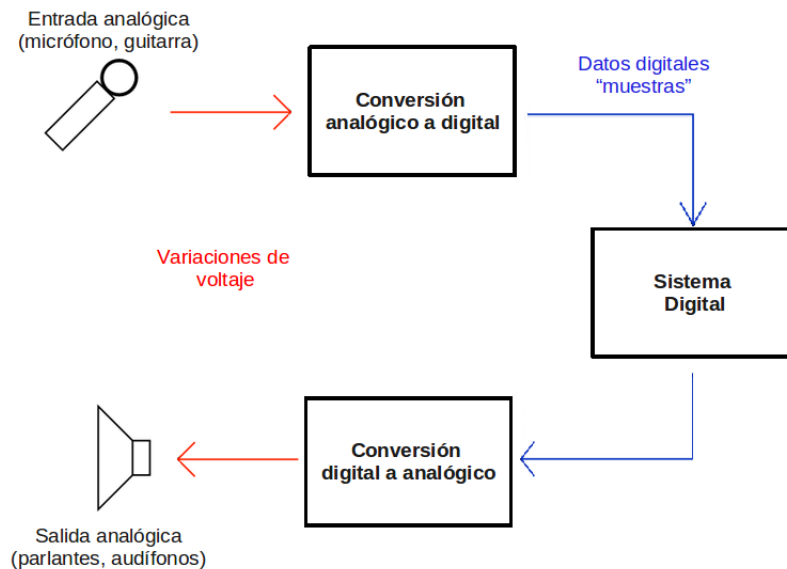 Entrada analógica
(micrófono, guitarra)
Conversión
analógico a digital
Datos digitales
“muestras”
Variaciones de
voltaje
Sistema
Digital
Conversión
digital a analógico
Salida analógica
(parlantes, audífonos)